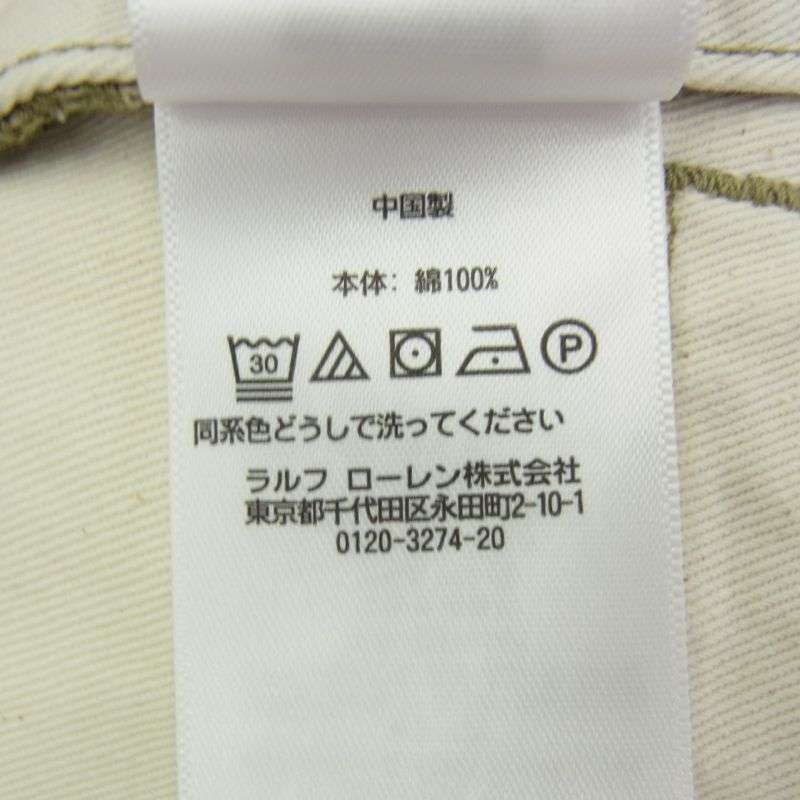 中国製
本体: 綿100%
30 P
同系色どうしで洗ってください
ラルフ ローレン株式会社
東京都千代田区永田町2-10-1
0120-3274-20